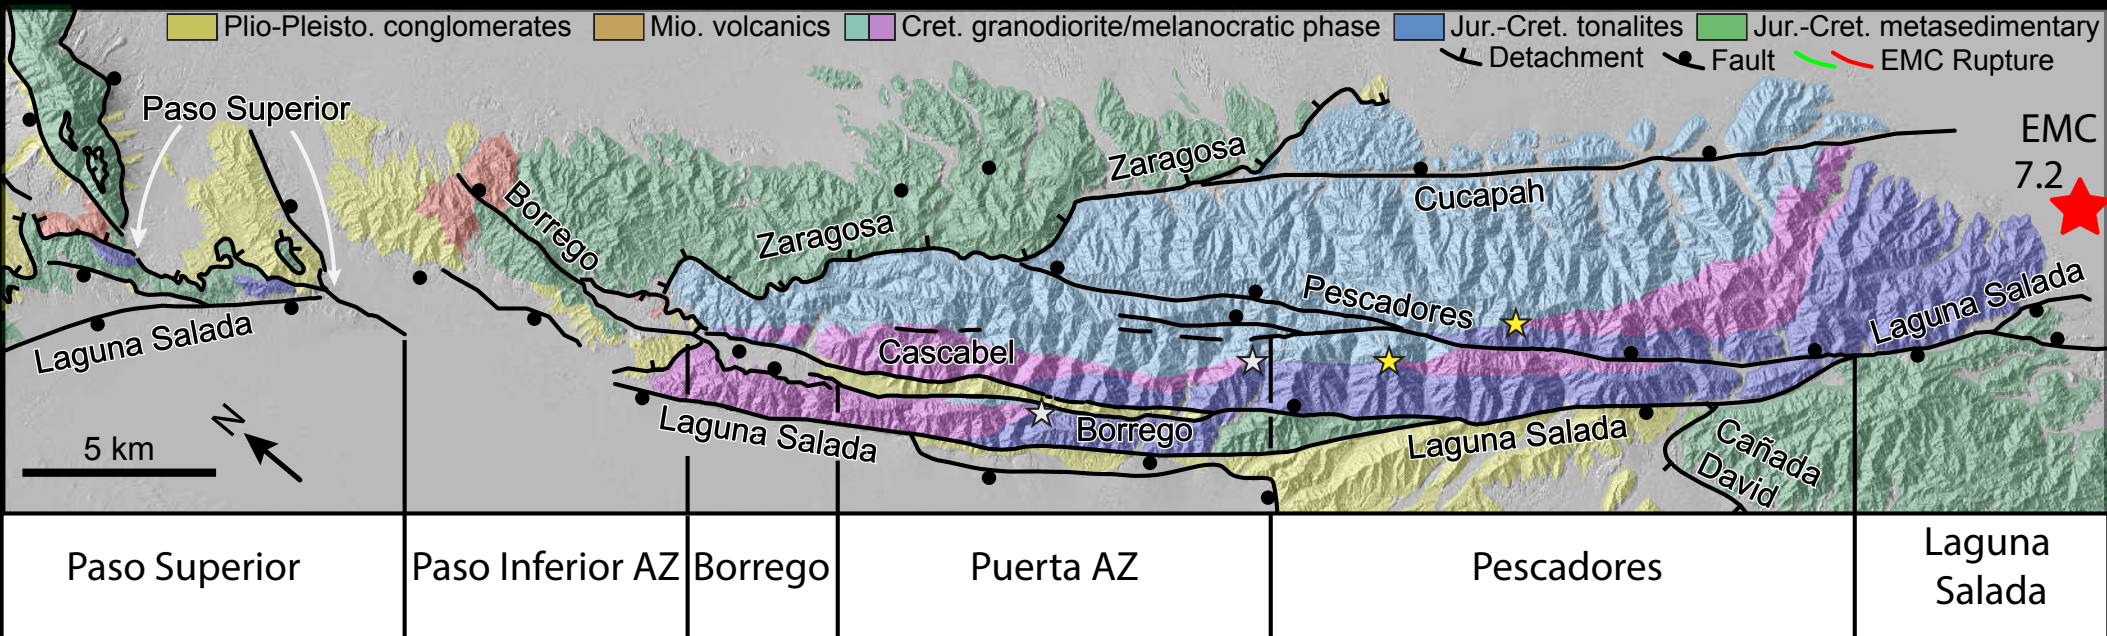 Plio-Pleisto. conglomerates Mio. volcanics Cret. granodiorite/melanocratic phase Jur.-Cret. tonalites Jur.-Cret. metasedimentary
Detachment Fault EMC Rupture
Paso Superior
EMC
7.2
Zaragosa
Cucapah
Borrego
Zaragosa
Pescadores
Laguna Salada
Laguna Salada
Cascabel
Laguna Salada
Borrego
Laguna Salada
Cañada
David
N
5 km
Paso Superior
Paso Inferior AZ
Borrego
Puerta AZ
Pescadores
Laguna
Salada